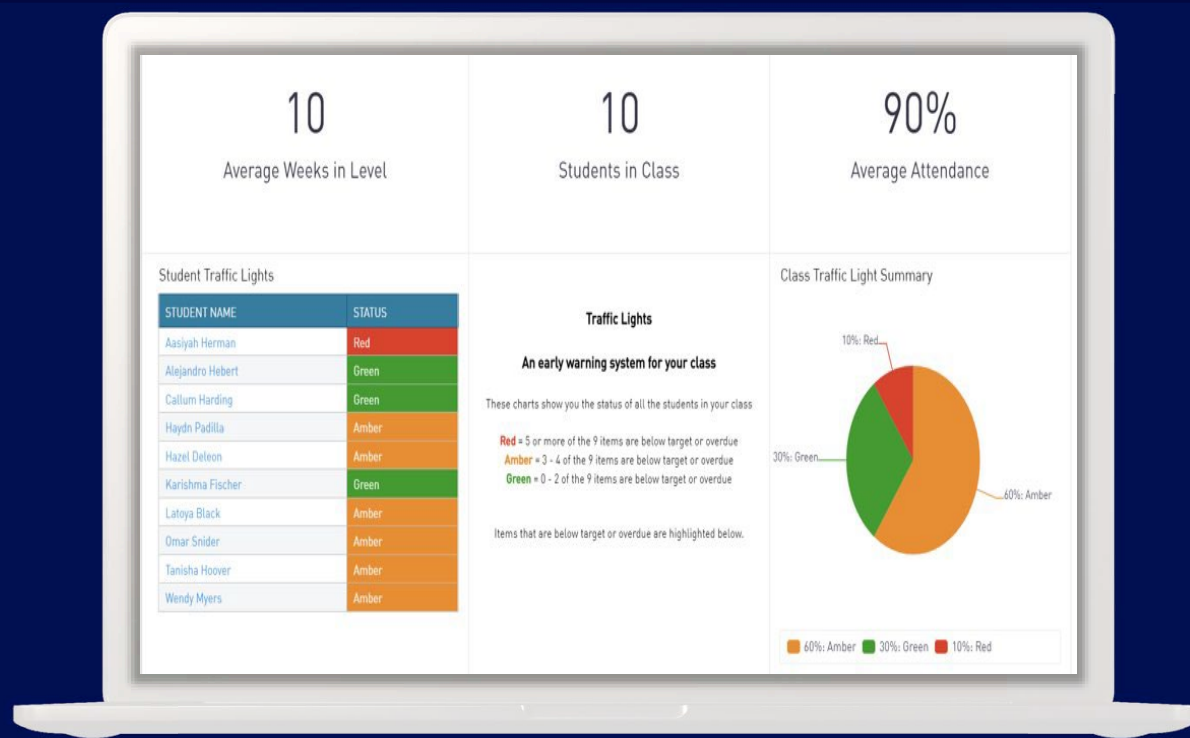 10
Average Weeks in Level
10
Students in Class
90%
Average Attendance
Student Traffic Lights
STUDENT NAME STATUS
Aasiyah Herman Red
Alejandro Hebert Green
Callum Harding Green
Haydn Padilla Amber
Hazel Deleon Amber
Karishma Fischer Green
Latoya Black Amber
Omar Snider Amber
Tanisha Hoover Amber
Wendy Myers Amber
Traffic Lights
An early warning system for your class
These charts show you the status of all the students in your class
Red = 5 or more of the 9 items are below target or overdue
Amber = 3 - 4 of the 9 items are below target or overdue
Green = 0 - 2 of the 9 items are below target or overdue
Items that are below target or overdue are highlighted below.
Class Traffic Light Summary
10%: Red
30%: Green
60%: Amber
60%: Amber 30%: Green 10%: Red